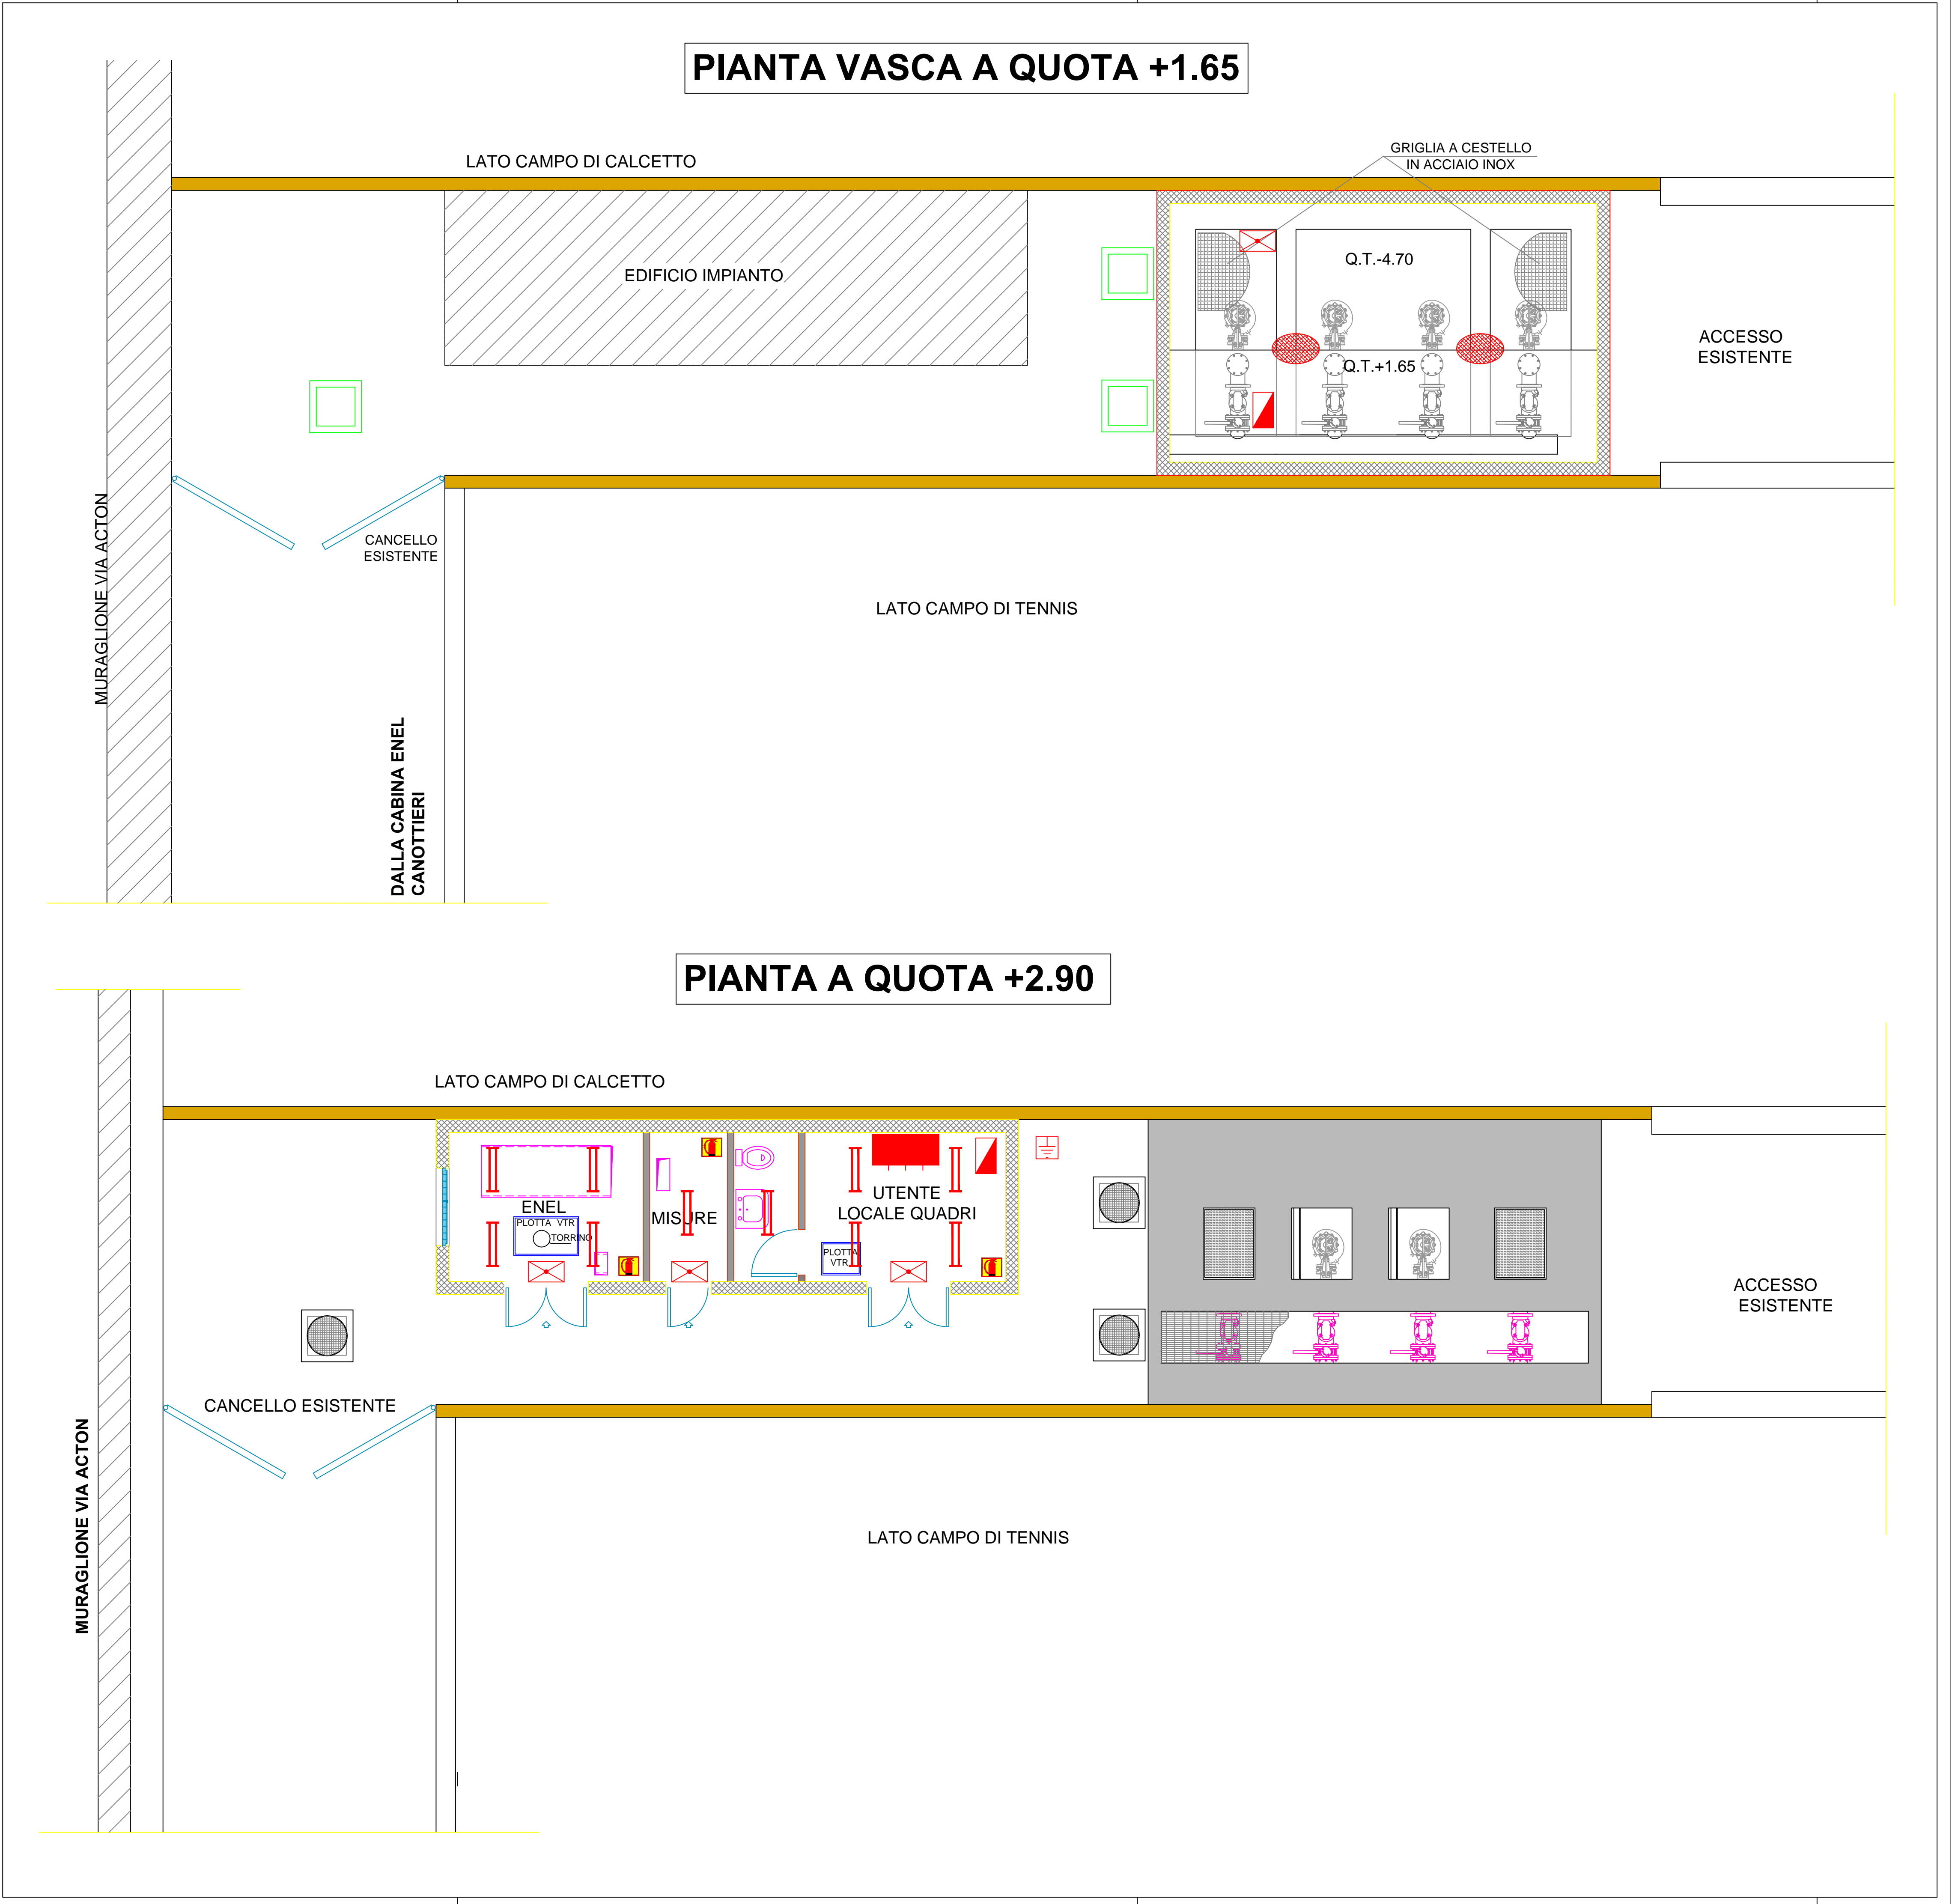 PIANTA VASCA A QUOTA +1.65
LATO CAMPO DI CALCETTO
GRIGLIA A CESTELLO
IN ACCIAIO INOX
EDIFICIO IMPIANTO
Q.T.-4.70
ACCESSO
ESISTENTE
Q.T.+1.65
MURAGLIONE VIA ACTON
CANCELLO
ESISTENTE
LATO CAMPO DI TENNIS
DALLA CABINA ENEL
CANOTTIERI
PIANTA A QUOTA +2.90
LATO CAMPO DI CALCETTO
ENEL
PLOTTA VTR
TORRINO
MISURE
UTENTE
LOCALE QUADRI
PLOTTA
VTR
ACCESSO
ESISTENTE
CANCELLO ESISTENTE
MURAGLIONE VIA ACTON
LATO CAMPO DI TENNIS